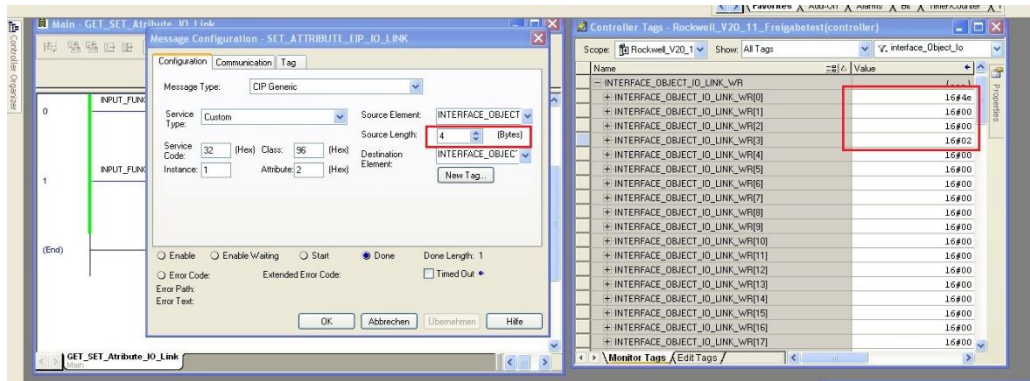 Favorites Add-On Alarms Bit Timer/Counter
Controller Organizer
Main - GET_SET_Atribute_IO_Link
0
INPUT_FUNC
1
INPUT_FUNC
(End)
GET_SET_Atribute_IO_Link
Main
Message Configuration - SET_ATTRIBUTE_EIP_IO_LINK
Configuration Communication Tag
Message Type: CIP Generic
Service Type: Custom
Source Element: INTERFACE_OBJECT
Source Length: 4 (Bytes)
Service Code: 32 (Hex) Class: 96 (Hex)
Destination Element: INTERFACE_OBJEC
Instance: 1 Attribute: 2 (Hex)
New Tag...
Enable Enable Waiting Start Done Done Length: 1
Error Code: Extended Error Code: Timed Out
Error Path:
Error Text:
OK Abbrechen Übernehmen Hilfe
Controller Tags - Rockwell_V20_11_Freigabetest(controller)
Scope: Rockwell_V20_1 Show: All Tags interface_Object_Io
Name Value
INTERFACE_OBJECT_IO_LINK_WR {...}
INTERFACE_OBJECT_IO_LINK_WR[0] 16#4e
INTERFACE_OBJECT_IO_LINK_WR[1] 16#00
INTERFACE_OBJECT_IO_LINK_WR[2] 16#00
INTERFACE_OBJECT_IO_LINK_WR[3] 16#02
INTERFACE_OBJECT_IO_LINK_WR[4] 16#00
INTERFACE_OBJECT_IO_LINK_WR[5] 16#00
INTERFACE_OBJECT_IO_LINK_WR[6] 16#00
INTERFACE_OBJECT_IO_LINK_WR[7] 16#00
INTERFACE_OBJECT_IO_LINK_WR[8] 16#00
INTERFACE_OBJECT_IO_LINK_WR[9] 16#00
INTERFACE_OBJECT_IO_LINK_WR[10] 16#00
INTERFACE_OBJECT_IO_LINK_WR[11] 16#00
INTERFACE_OBJECT_IO_LINK_WR[12] 16#00
INTERFACE_OBJECT_IO_LINK_WR[13] 16#00
INTERFACE_OBJECT_IO_LINK_WR[14] 16#00
INTERFACE_OBJECT_IO_LINK_WR[15] 16#00
INTERFACE_OBJECT_IO_LINK_WR[16] 16#00
INTERFACE_OBJECT_IO_LINK_WR[17] 16#00
Monitor Tags Edit Tags
Properties